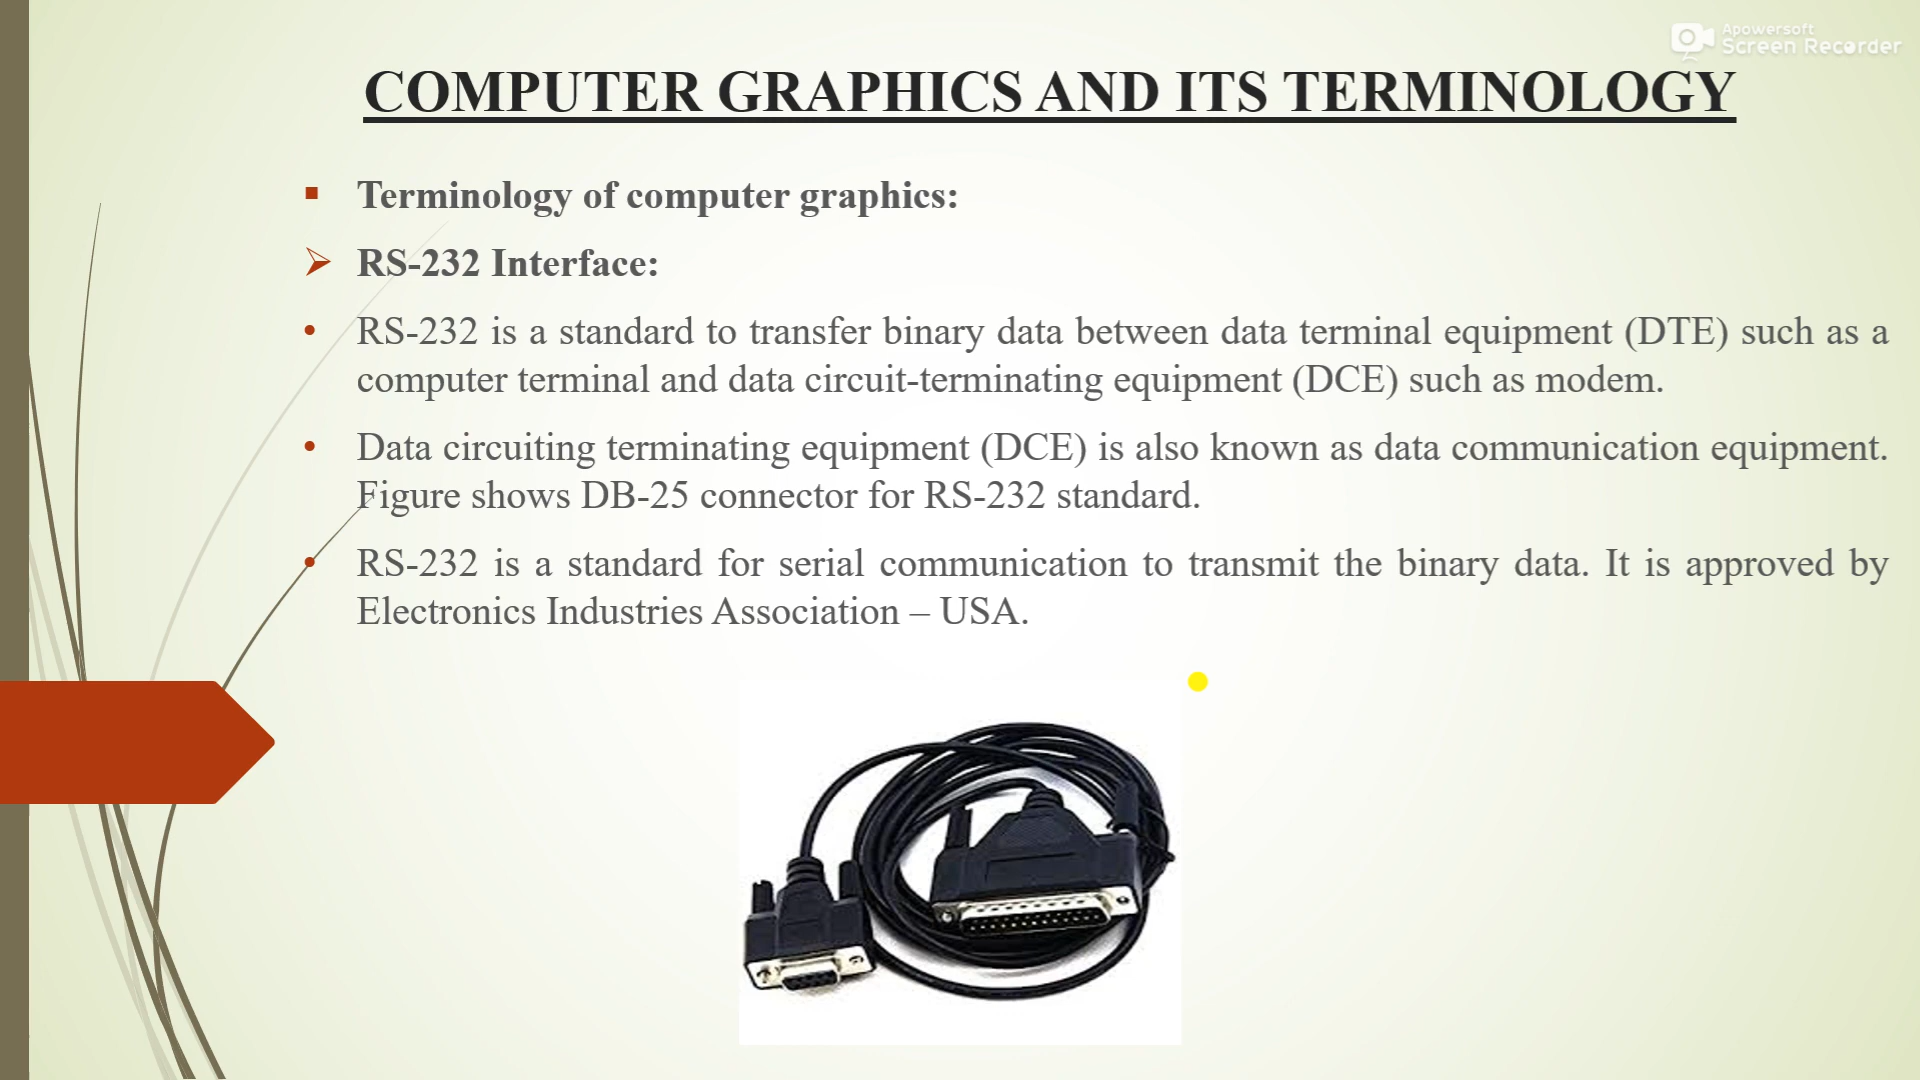 Apowersoft
Screen Recorder
COMPUTER GRAPHICS AND ITS TERMINOLOGY
Terminology of computer graphics:
RS-232 Interface:
RS-232 is a standard to transfer binary data between data terminal equipment (DTE) such as a
computer terminal and data circuit-terminating equipment (DCE) such as modem.
Data circuiting terminating equipment (DCE) is also known as data communication equipment.
Figure shows DB-25 connector for RS-232 standard.
RS-232 is a standard for serial communication to transmit the binary data. It is approved by
Electronics Industries Association – USA.